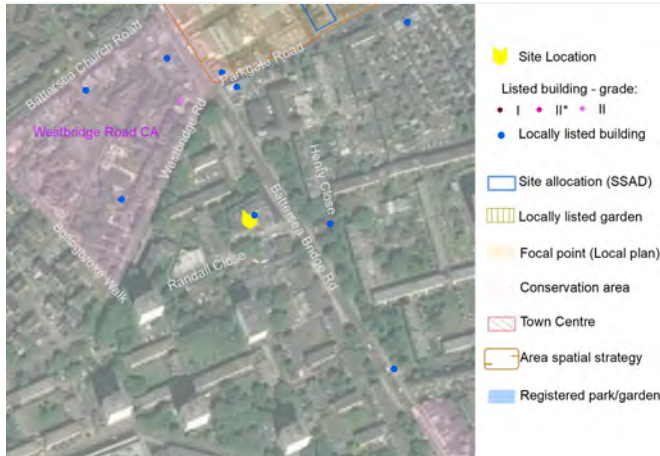 Battersea Church Road
Parkgate Road
Westbridge Road CA
Westbridge Rd
Henty Close
Battersea Bridge Rd
Randall Close
Bolingbroke Walk
Site Location
Listed building - grade:
I II* II
Locally listed building
Site allocation (SSAD)
Locally listed garden
Focal point (Local plan)
Conservation area
Town Centre
Area spatial strategy
Registered park/garden